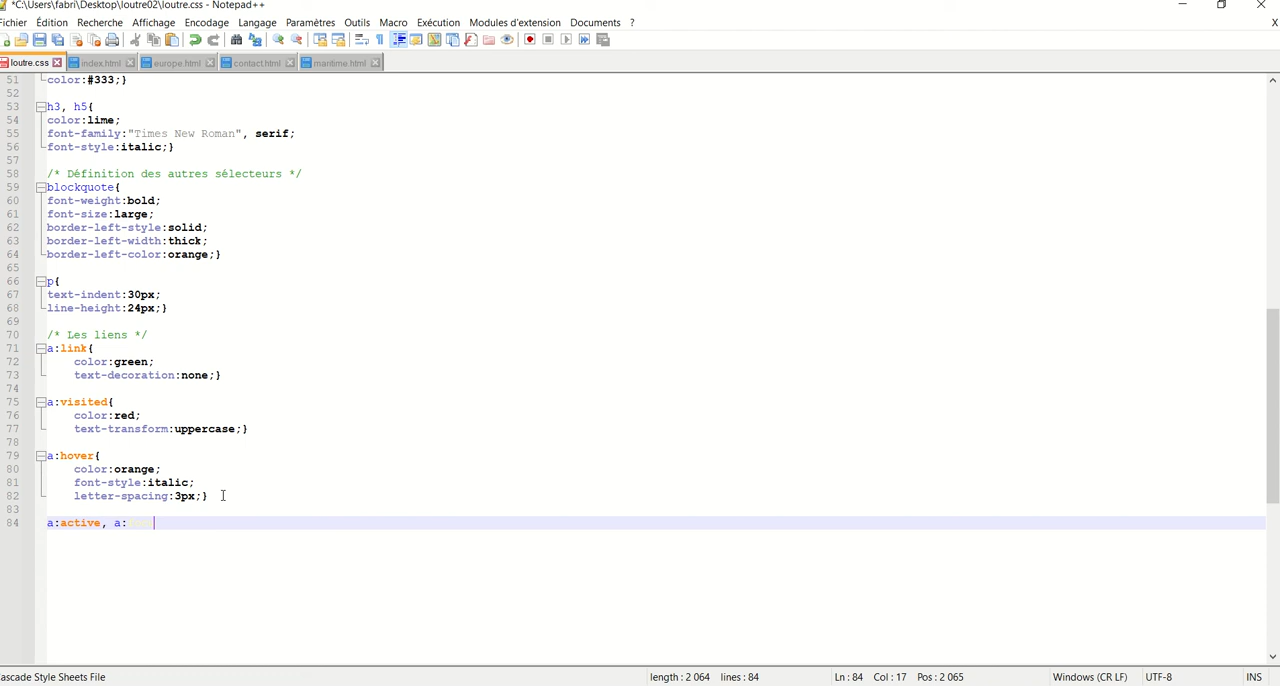 *C:\Users\fabri\Desktop\loutre02\loutre.css - Notepad++
ichier Édition Recherche Affichage Encodage Langage Paramètres Outils Macro Exécution Modules d'extension Documents ? X
loutre.css index.html europe.html contact.html maritime.html
51 color:#333;}
52
53 h3, h5{
54 color:lime;
55 font-family:"Times New Roman", serif;
56 font-style:italic;}
57
58 /* Définition des autres sélecteurs */
59 blockquote{
60 font-weight:bold;
61 font-size:large;
62 border-left-style:solid;
63 border-left-width:thick;
64 border-left-color:orange;}
65
66 p{
67 text-indent:30px;
68 line-height:24px;}
69
70 /* Les liens */
71 a:link{
72 color:green;
73 text-decoration:none;}
74
75 a:visited{
76 color:red;
77 text-transform:uppercase;}
78
79 a:hover{
80 color:orange;
81 font-style:italic;
82 letter-spacing:3px;}
83
84 a:active, a:
ascade Style Sheets File length : 2 064 lines : 84 Ln : 84 Col : 17 Pos : 2 065 Windows (CR LF) UTF-8 INS